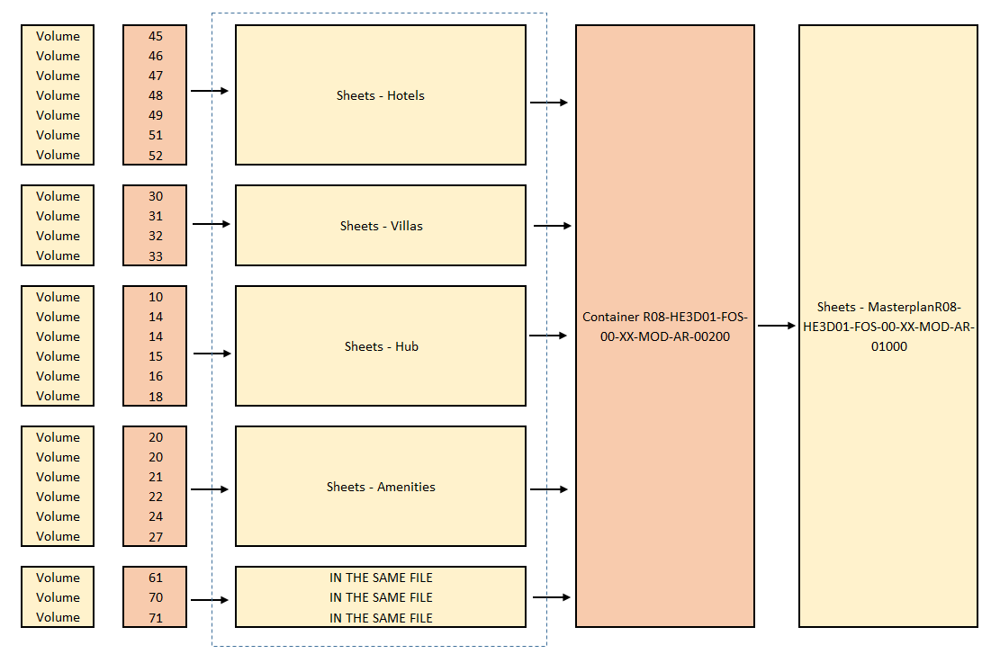 Volume 45
Volume 46
Volume 47
Volume 48
Volume 49
Volume 51
Volume 52
Sheets - Hotels
Volume 30
Volume 31
Volume 32
Volume 33
Sheets - Villas
Volume 10
Volume 14
Volume 14
Volume 15
Volume 16
Volume 18
Sheets - Hub
Volume 20
Volume 20
Volume 21
Volume 22
Volume 24
Volume 27
Sheets - Amenities
Volume 61
Volume 70
Volume 71
IN THE SAME FILE
IN THE SAME FILE
IN THE SAME FILE
Container R08-HE3D01-FOS-
00-XX-MOD-AR-00200
Sheets - MasterplanR08-
HE3D01-FOS-00-XX-MOD-AR-
01000